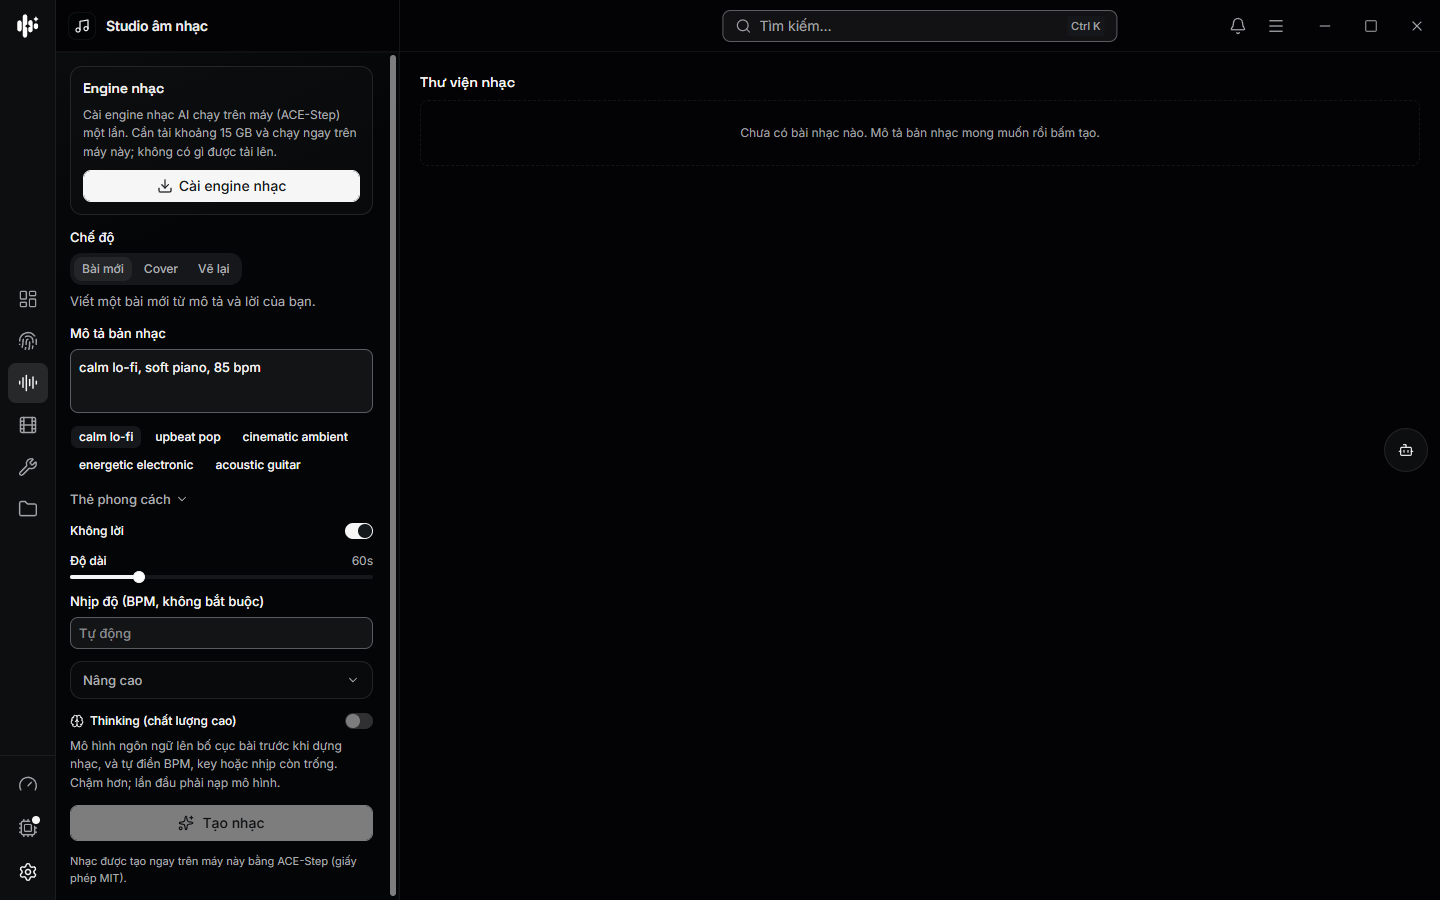 Studio âm nhạc
Tìm kiếm...
Ctrl K
Engine nhạc
Cài engine nhạc AI chạy trên máy (ACE-Step)
một lần. Cần tải khoảng 15 GB và chạy ngay trên
máy này; không có gì được tải lên.
Cài engine nhạc
Chế độ
Bài mới
Cover
Vẽ lại
Viết một bài mới từ mô tả và lời của bạn.
Mô tả bản nhạc
calm lo-fi, soft piano, 85 bpm
calm lo-fi
upbeat pop
cinematic ambient
energetic electronic
acoustic guitar
Thẻ phong cách
Không lời
Độ dài
60s
Nhịp độ (BPM, không bắt buộc)
Tự động
Nâng cao
Thinking (chất lượng cao)
Mô hình ngôn ngữ lên bố cục bài trước khi dựng
nhạc, và tự điền BPM, key hoặc nhịp còn trống.
Chậm hơn; lần đầu phải nạp mô hình.
Tạo nhạc
Nhạc được tạo ngay trên máy này bằng ACE-Step (giấy
phép MIT).
Thư viện nhạc
Chưa có bài nhạc nào. Mô tả bản nhạc mong muốn rồi bấm tạo.